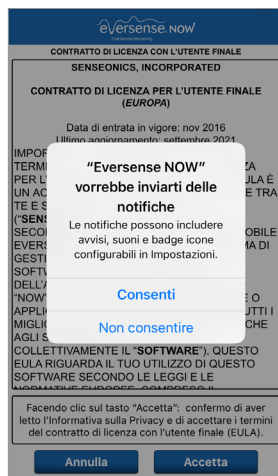 eversense. NOW
CONTRATTO DI LICENZA CON L'UTENTE FINALE
SENSEONICS, INCORPORATED
CONTRATTO DI LICENZA PER L'UTENTE FINALE
(EUROPA)
Data di entrata in vigore: nov 2016
Ultimo aggiornamento: settembre 2021
“Eversense NOW”
vorrebbe inviarti delle
notifiche
Le notifiche possono includere
avvisi, suoni e badge icone
configurabili in Impostazioni.
Consenti
Non consentire
COLLETTIVAMENTE IL “SOFTWARE”). QUESTO
EULA RIGUARDA IL TUO UTILIZZO DI QUESTO
SOFTWARE SECONDO LE LEGGI E LE
NORMATIVE EUROPEE, COMPRESO IL
Facendo clic sul tasto “Accetta”: confermo di aver
letto l'Informativa sulla Privacy e di accettare i termini
del contratto di licenza con l'utente finale (EULA).
Annulla
Accetta